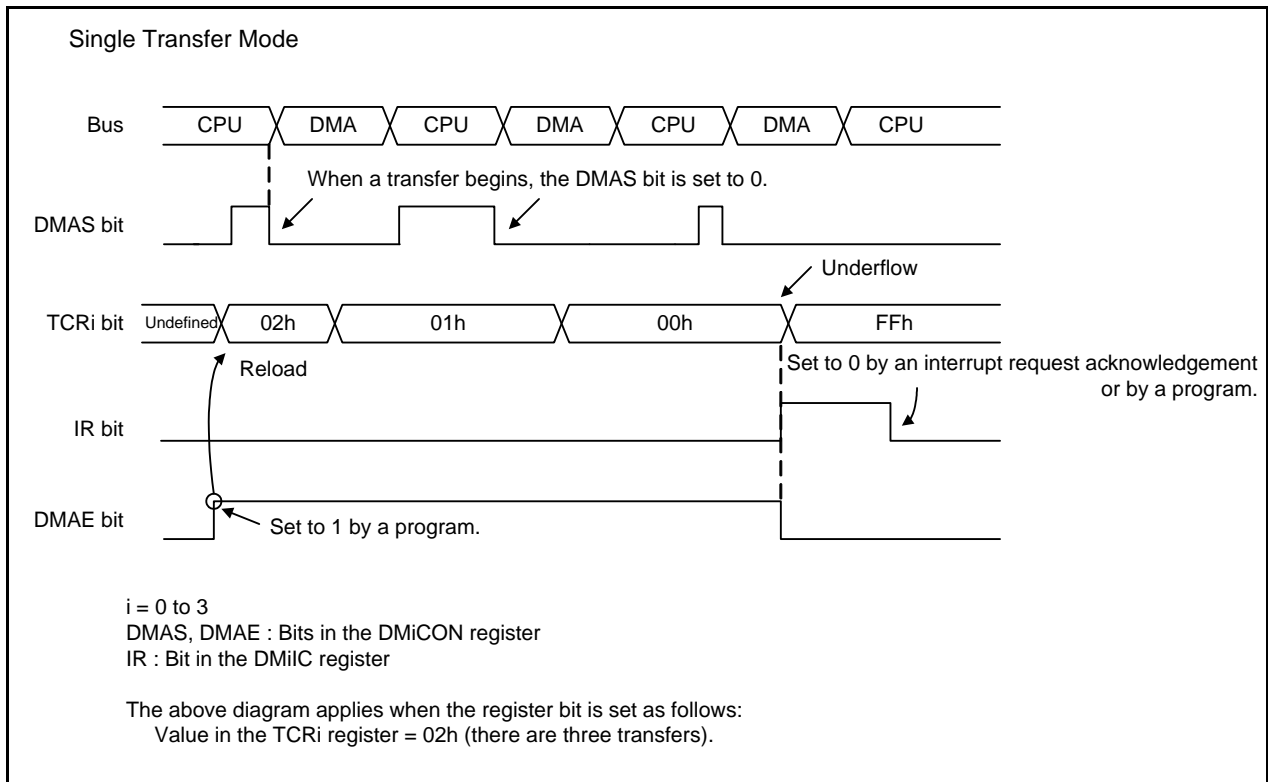 Single Transfer Mode
Bus CPU DMA CPU DMA CPU DMA CPU
When a transfer begins, the DMAS bit is set to 0.
DMAS bit
Underflow
TCRi bit Undefined 02h 01h 00h FFh
Reload
Set to 0 by an interrupt request acknowledgement
or by a program.
IR bit
DMAE bit
Set to 1 by a program.
i = 0 to 3
DMAS, DMAE : Bits in the DMiCON register
IR : Bit in the DMiIC register
The above diagram applies when the register bit is set as follows:
Value in the TCRi register = 02h (there are three transfers).